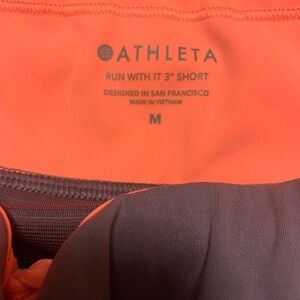 ATHLETA
RUN WITH IT 3" SHORT
DESIGNED IN SAN FRANCISCO
MADE IN VIETNAM
M